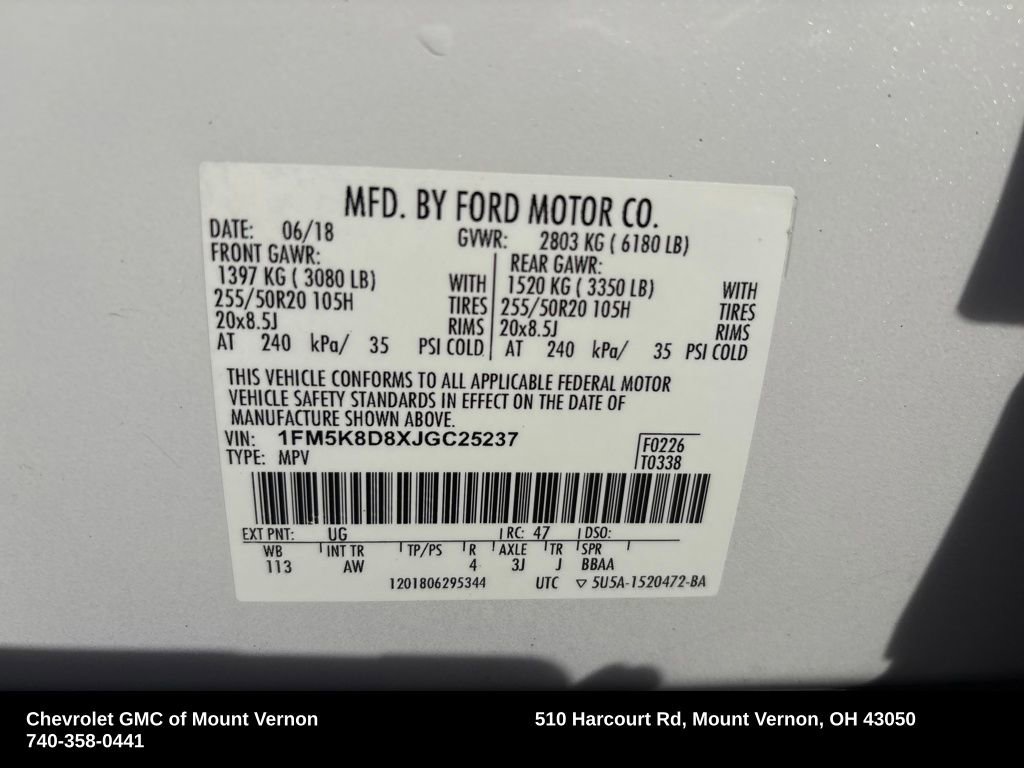 MFD. BY FORD MOTOR CO.
DATE: 06/18 GVWR: 2803 KG ( 6180 LB)
FRONT GAWR: REAR GAWR:
1397 KG ( 3080 LB) WITH 1520 KG ( 3350 LB) WITH
255/50R20 105H TIRES 255/50R20 105H TIRES
20x8.5J RIMS 20x8.5J RIMS
AT 240 kPa/ 35 PSI COLD AT 240 kPa/ 35 PSI COLD
THIS VEHICLE CONFORMS TO ALL APPLICABLE FEDERAL MOTOR
VEHICLE SAFETY STANDARDS IN EFFECT ON THE DATE OF
MANUFACTURE SHOWN ABOVE.
VIN: 1FM5K8D8XJGC25237 F0226
TYPE: MPV T0338
EXT PNT: UG RC: 47 DSO:
WB INT TR TP/PS R AXLE TR SPR
113 AW 4 3J J BBAA
1201806295344 UTC ▽ 5U5A-1520472-BA
Chevrolet GMC of Mount Vernon 510 Harcourt Rd, Mount Vernon, OH 43050
740-358-0441